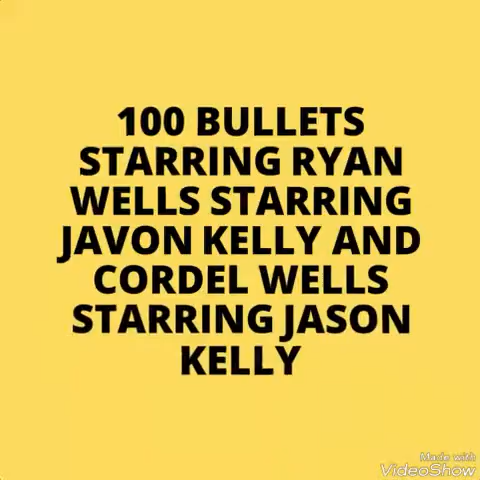 100 BULLETS
STARRING RYAN
WELLS STARRING
JAVON KELLY AND
CORDEL WELLS
STARRING JASON
KELLY
Made with
VideoShow